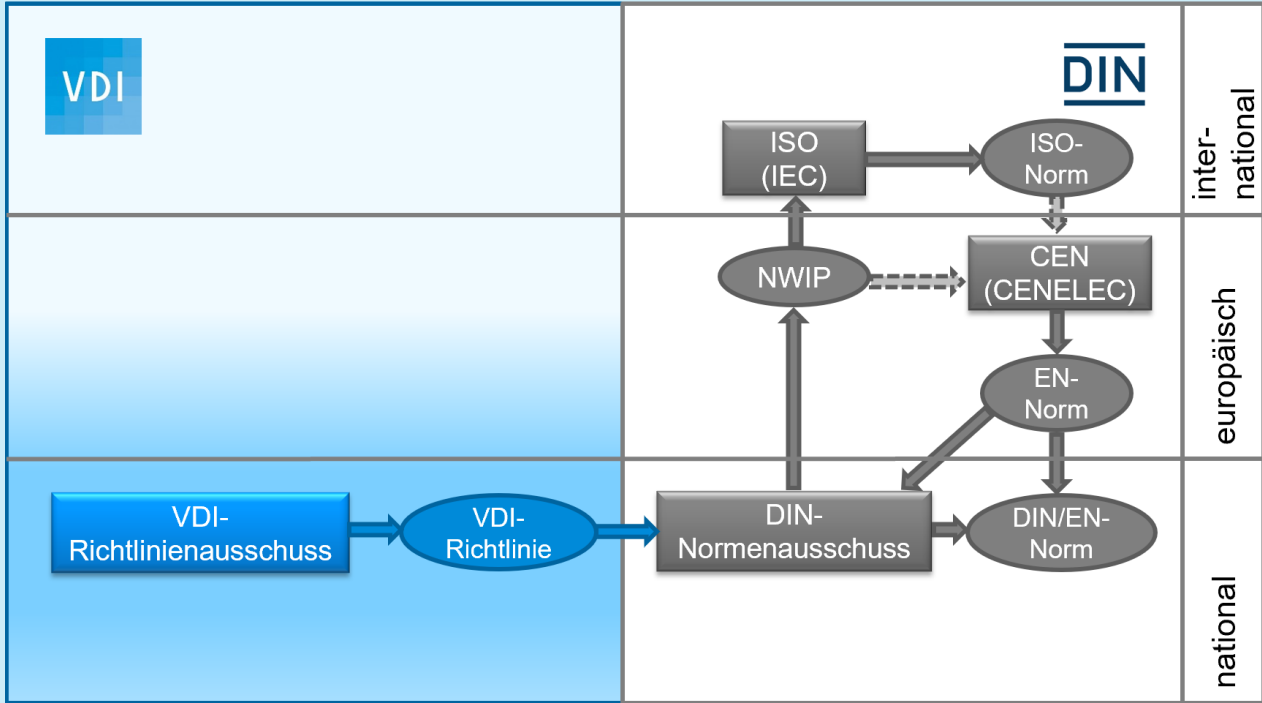 VDI
DIN
ISO
(IEC)
ISO-
Norm
inter-
national
NWIP
CEN
(CENELEC)
EN-
Norm
europäisch
VDI-
Richtlinienausschuss
VDI-
Richtlinie
DIN-
Normenausschuss
DIN/EN-
Norm
national